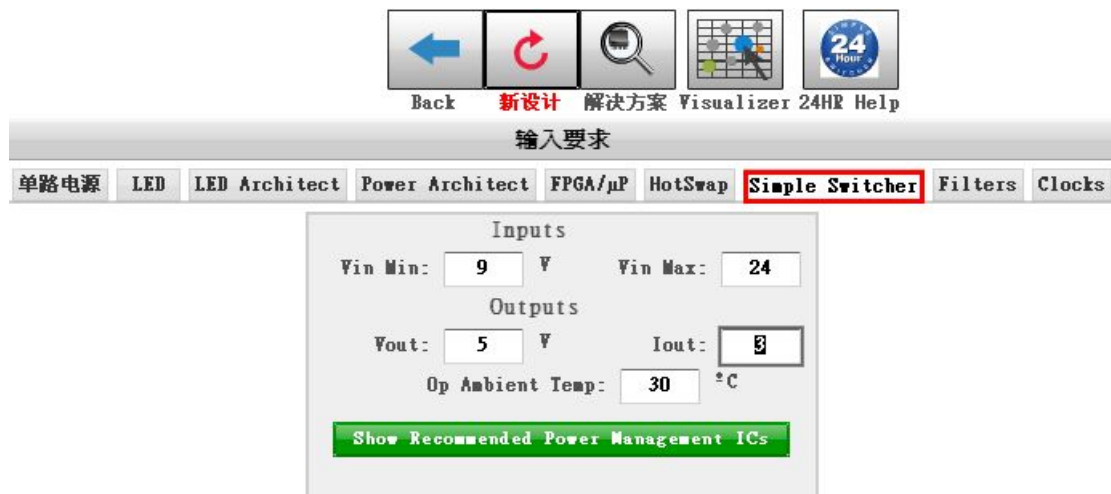 24
Hour
Back 新设计 解决方案 Visualizer 24HR Help
输入要求
单路电源 LED LED Architect Power Architect FPGA/μP HotSwap Simple Switcher Filters Clocks
Inputs
Vin Min: 9 V Vin Max: 24
Outputs
Vout: 5 V Iout: 3
Op Ambient Temp: 30 °C
Show Recommended Power Management ICs